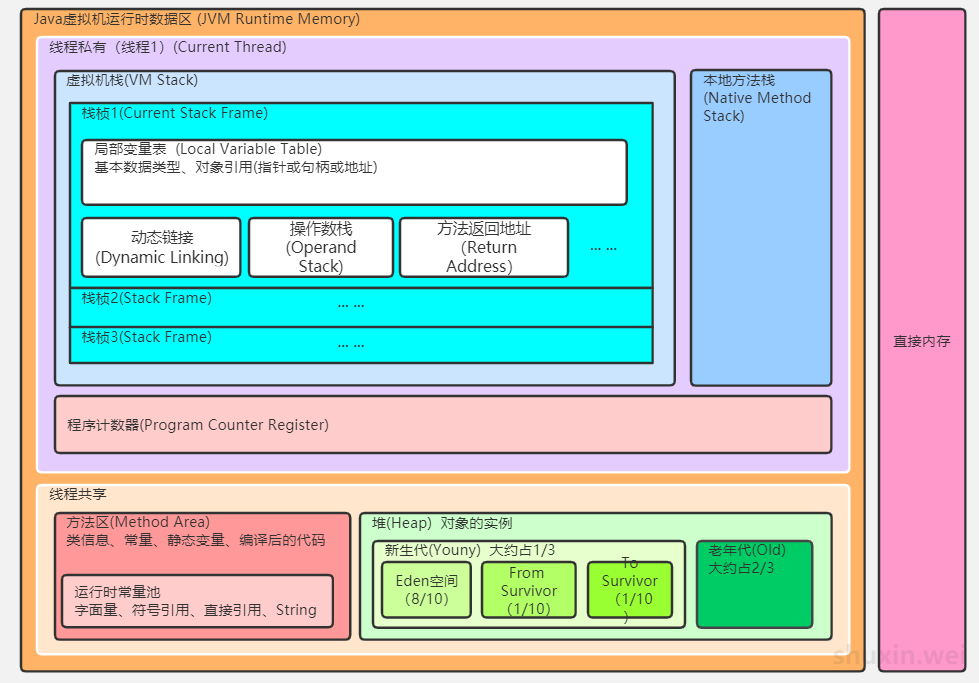 Java虚拟机运行时数据区 (JVM Runtime Memory)
线程私有（线程1）(Current Thread)
虚拟机栈(VM Stack)
栈桢1(Current Stack Frame)
局部变量表 (Local Variable Table)
基本数据类型、对象引用(指针或句柄或地址)
动态链接
(Dynamic Linking)
操作数栈
(Operand
Stack)
方法返回地址
(Return
Address)
... ...
栈桢2(Stack Frame)
... ...
栈桢3(Stack Frame)
... ...
本地方法栈
(Native Method
Stack)
程序计数器(Program Counter Register)
线程共享
方法区(Method Area)
类信息、常量、静态变量、编译后的代码
运行时常量池
字面量、符号引用、直接引用、String
堆(Heap) 对象的实例
新生代(Youny) 大约占1/3
Eden空间
（8/10）
From
Survivor
（1/10）
To
Survivor
（1/10
）
老年代(Old)
大约占2/3
直接内存
shuxin.wei